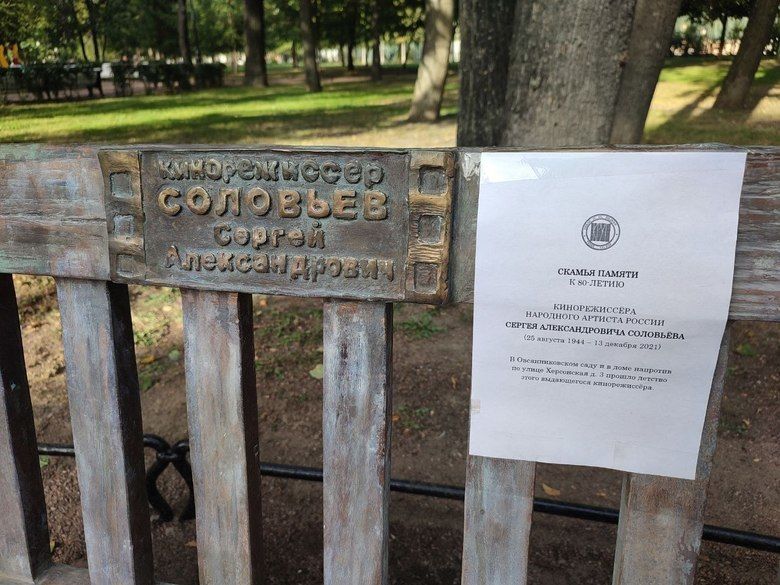 КИНОРЕЖИССЕР
СОЛОВЬЕВ
Сергей
Александрович
СКАМЬЯ ПАМЯТИ
К 80-ЛЕТИЮ
КИНОРЕЖИССЁРА
НАРОДНОГО АРТИСТА РОССИИ
СЕРГЕЯ АЛЕКСАНДРОВИЧА СОЛОВЬЁВА
(25 августа 1944 – 13 декабря 2021)
В Овсянниковском саду и в доме напротив
по улице Херсонская д. 3 прошло детство
этого выдающегося кинорежиссёра.